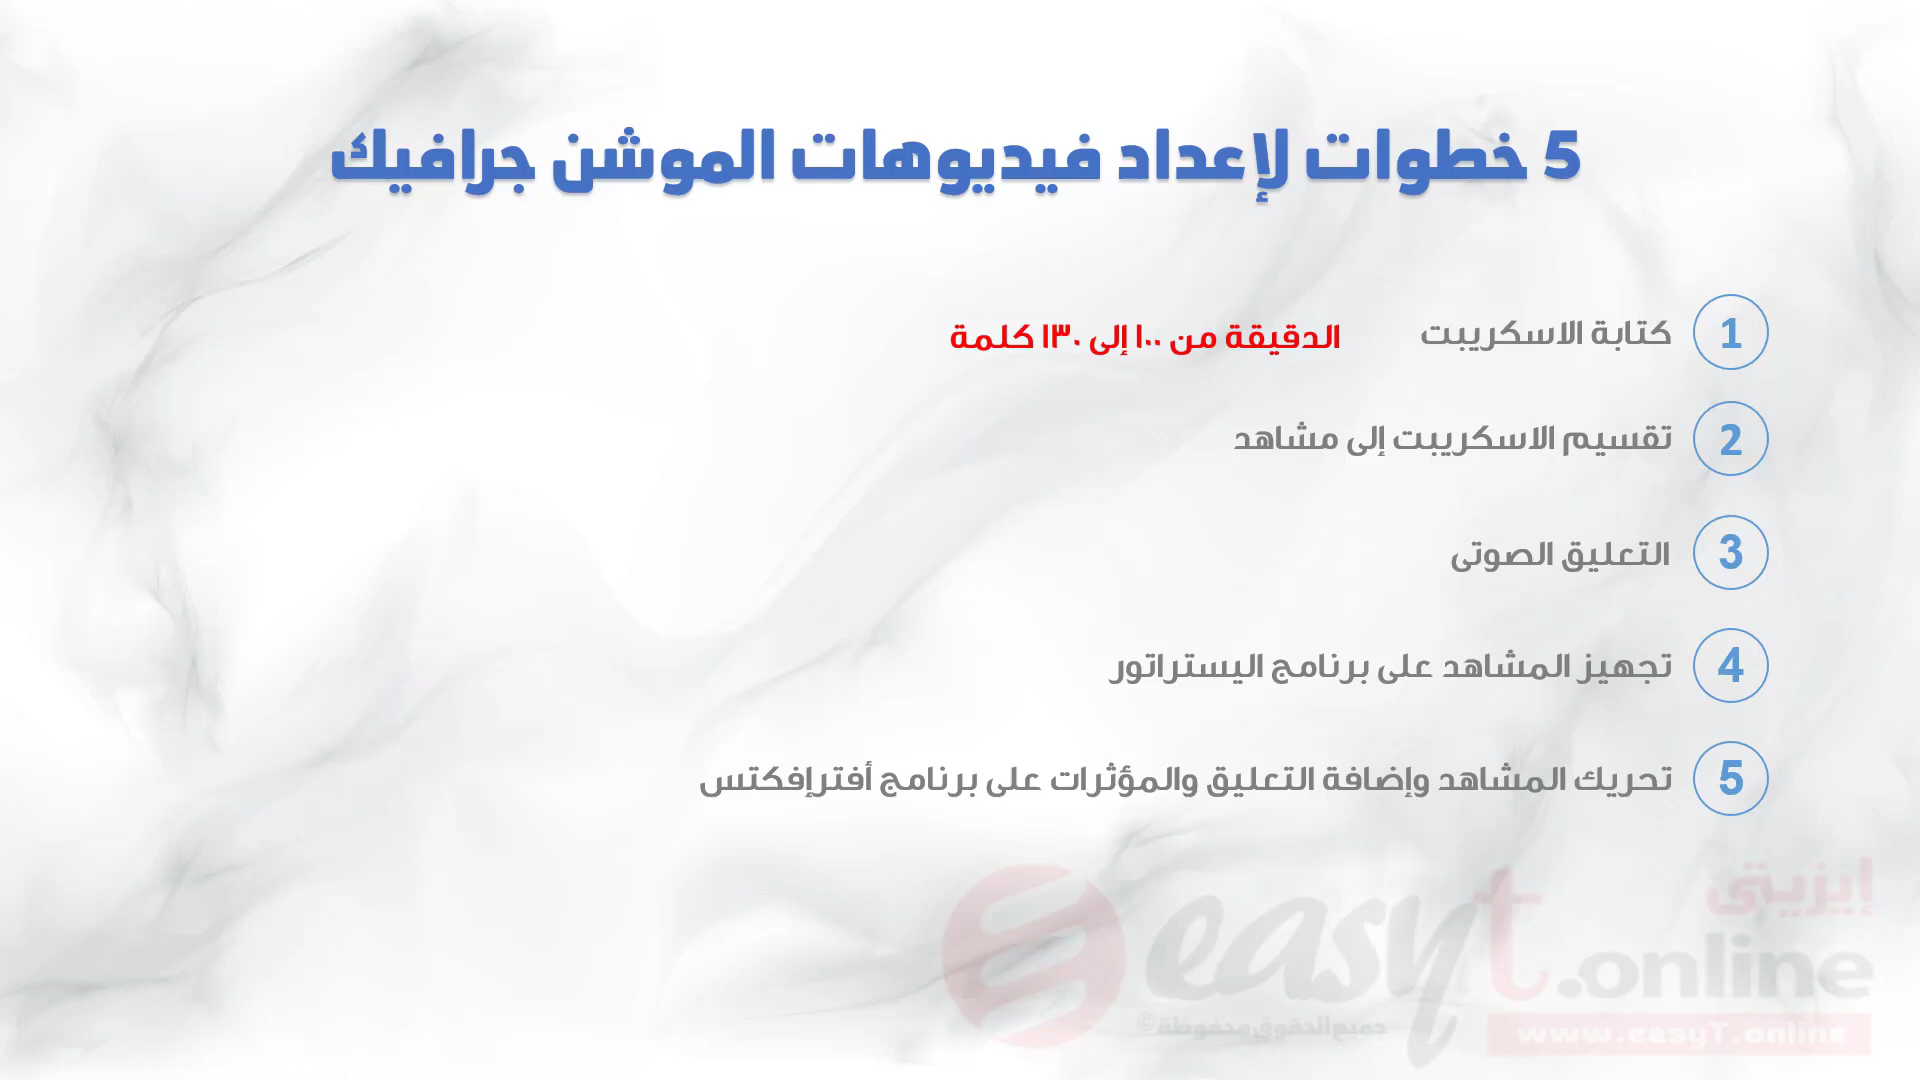 5 خطوات لإعداد فيديوهات الموشن جرافيك
1 كتابة الاسكريبت الدقيقة من ١٠٠ إلى ١٣٠ كلمة
2 تقسيم الاسكريبت إلى مشاهد
3 التعليق الصوتى
4 تجهيز المشاهد على برنامج اليستراتور
5 تحريك المشاهد وإضافة التعليق والمؤثرات على برنامج أفترإفكتس
إيزيتى
easyT.online
جميع الحقوق محفوظة©
www.easyT.online